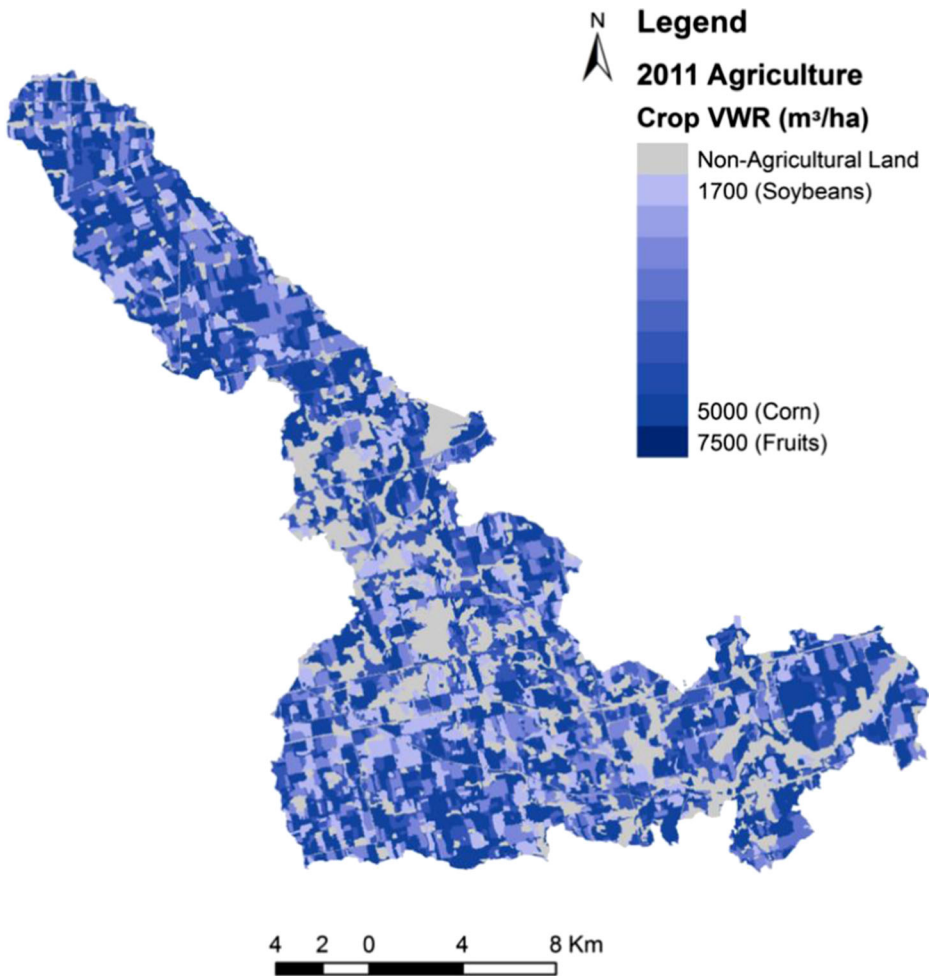 N
Legend
2011 Agriculture
Crop VWR (m³/ha)
Non-Agricultural Land
1700 (Soybeans)
5000 (Corn)
7500 (Fruits)
4 2 0 4 8 Km